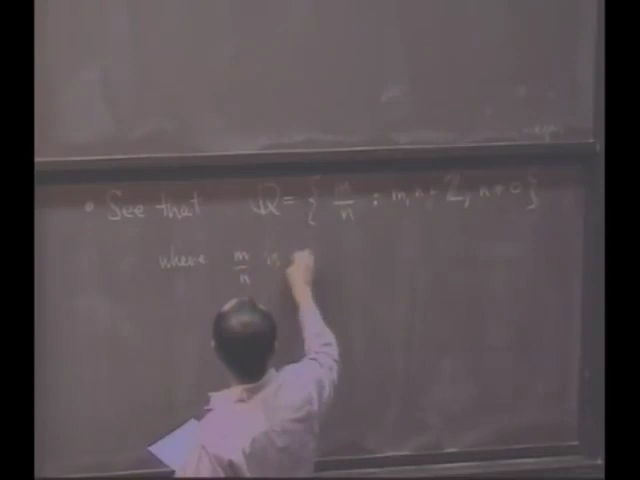 • See that ℚ = { m/n : m, n ∈ ℤ, n ≠ 0 }
where m/n is